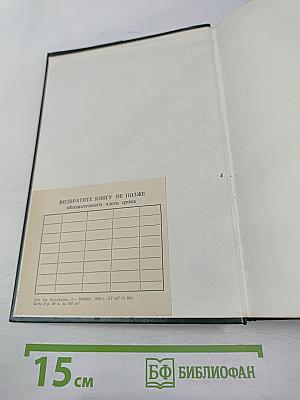 ВОЗВРАТИТЕ КНИГУ НЕ ПОЗЖЕ
обозначенного здесь срока
15 см
БФ БИБЛИОФАН